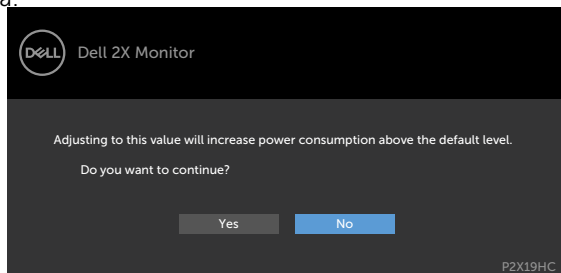 a.
DELL
Dell 2X Monitor
Adjusting to this value will increase power consumption above the default level.
Do you want to continue?
Yes
No
P2X19HC